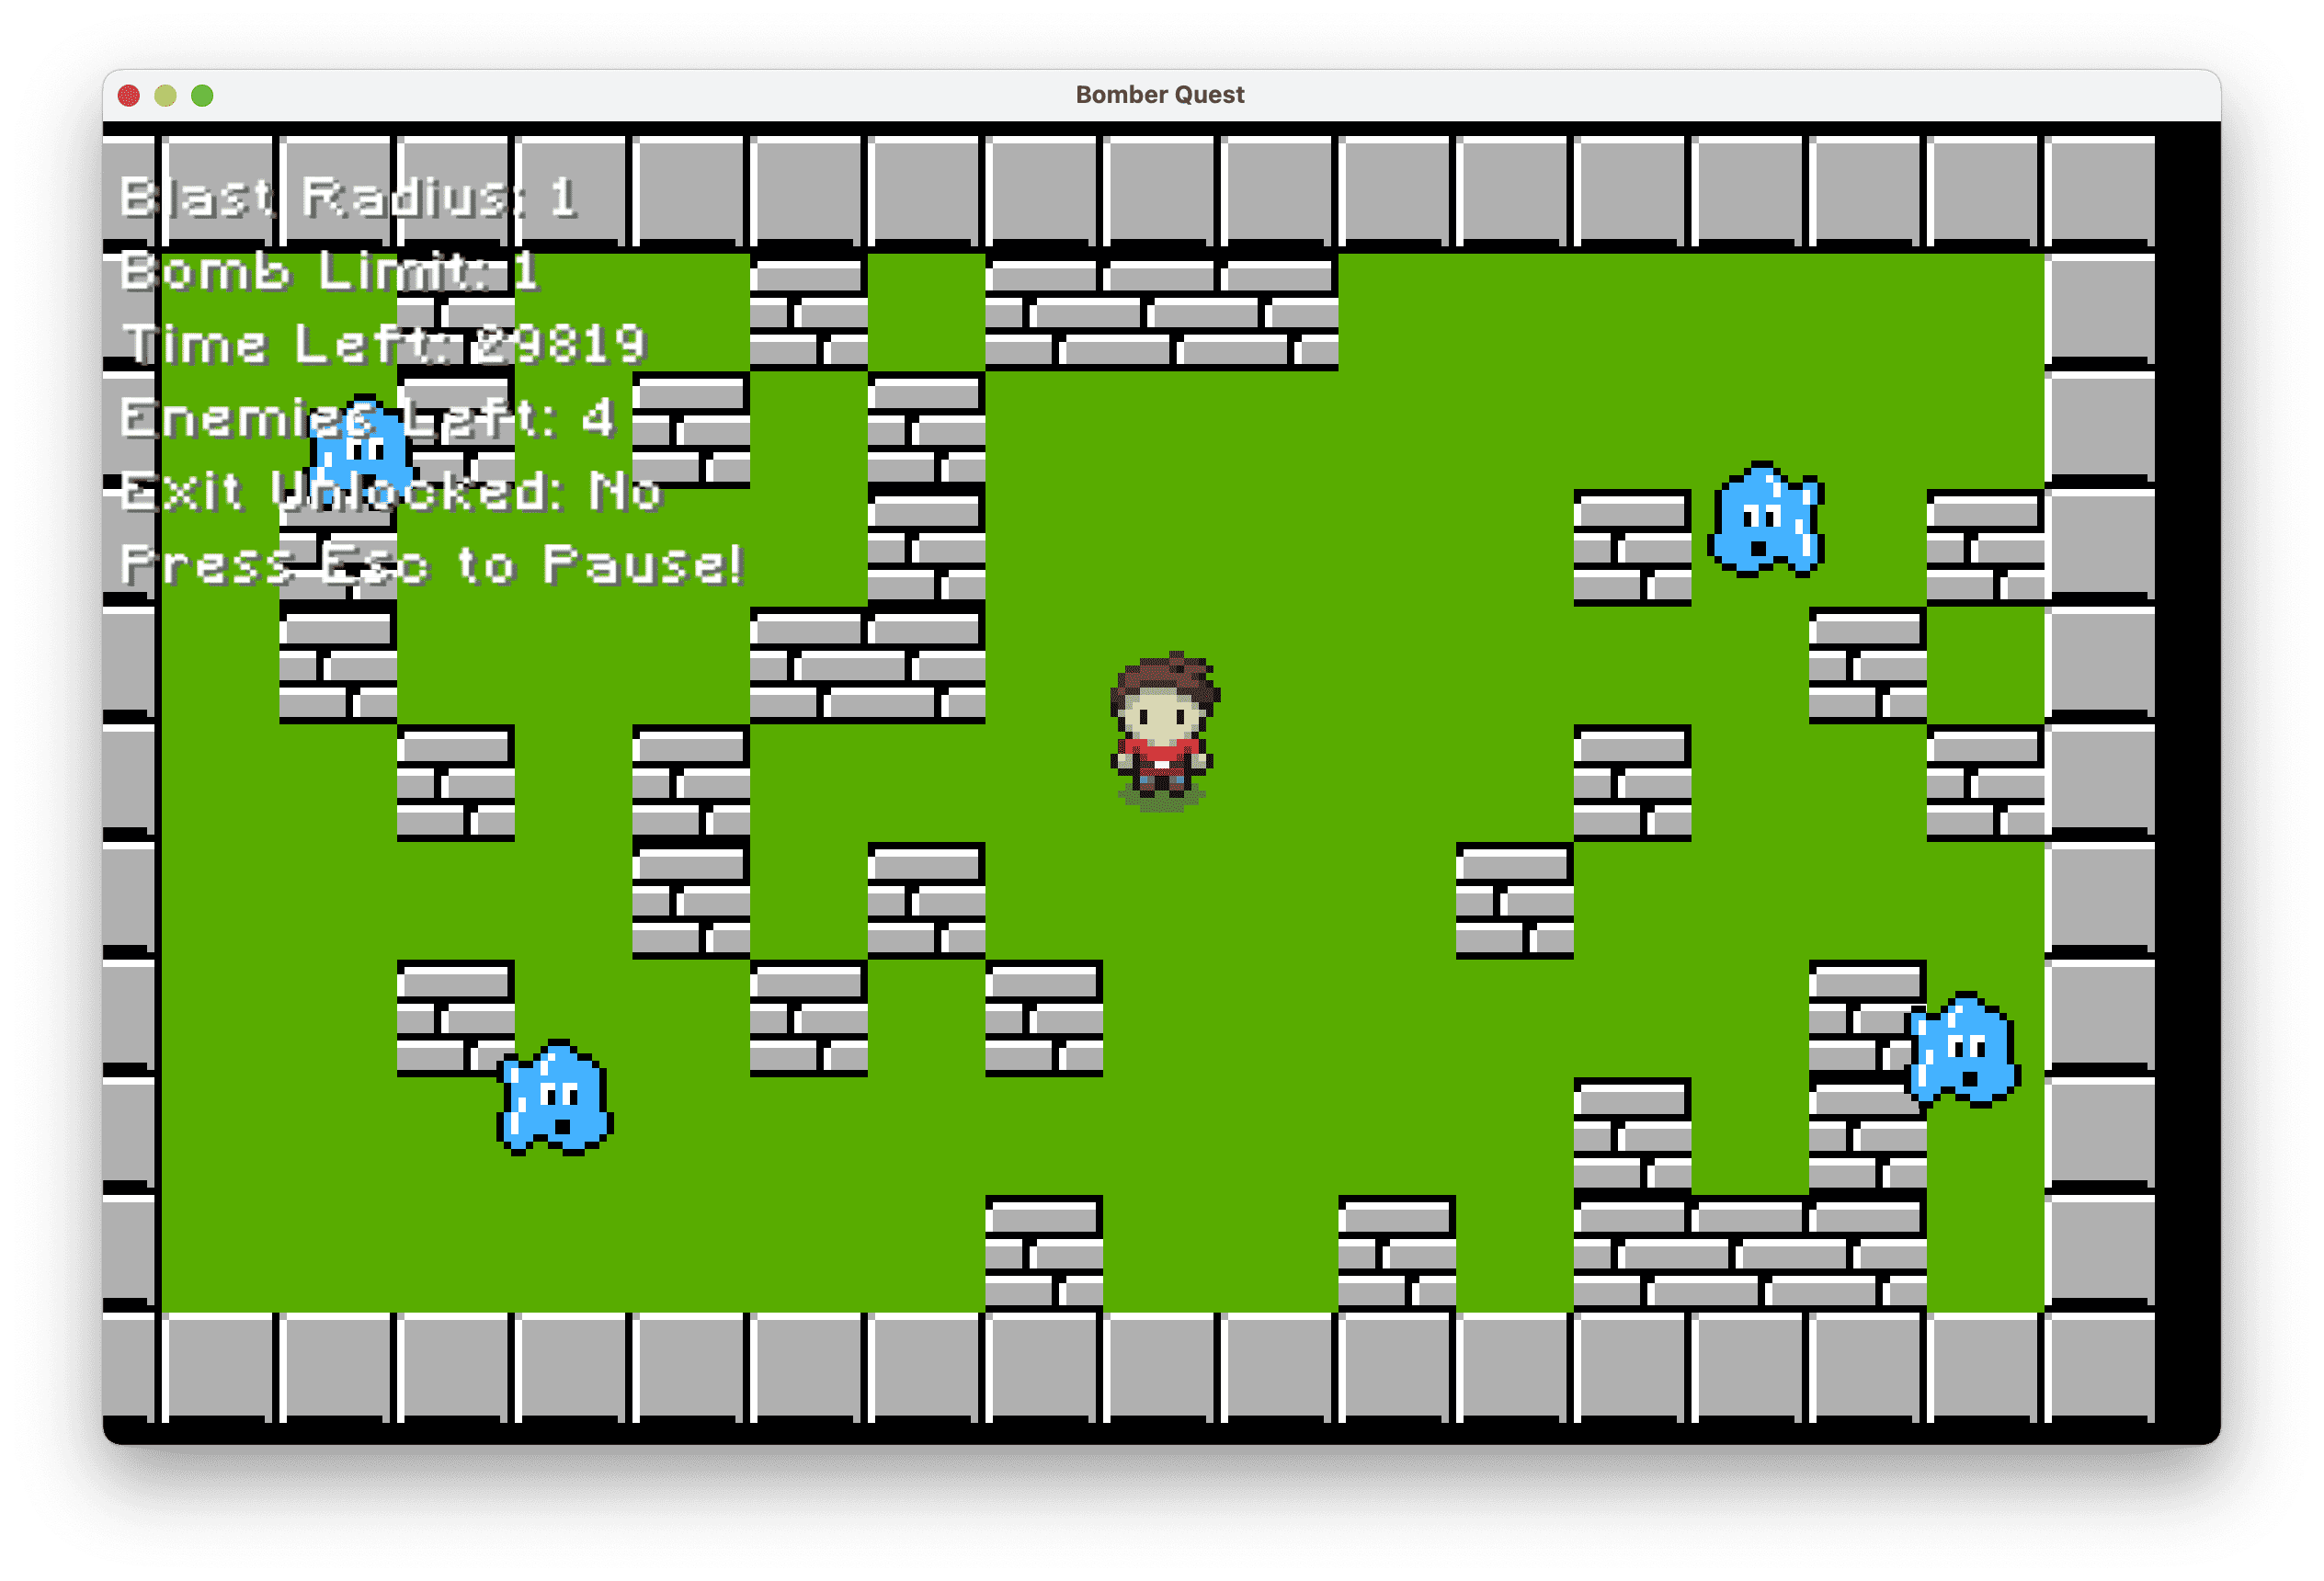 Bomber Quest
Blast Radius: 1
Bomb Limit: 1
Time Left: 29819
Enemies Left: 4
Exit Unlocked: No
Press Esc to Pause!